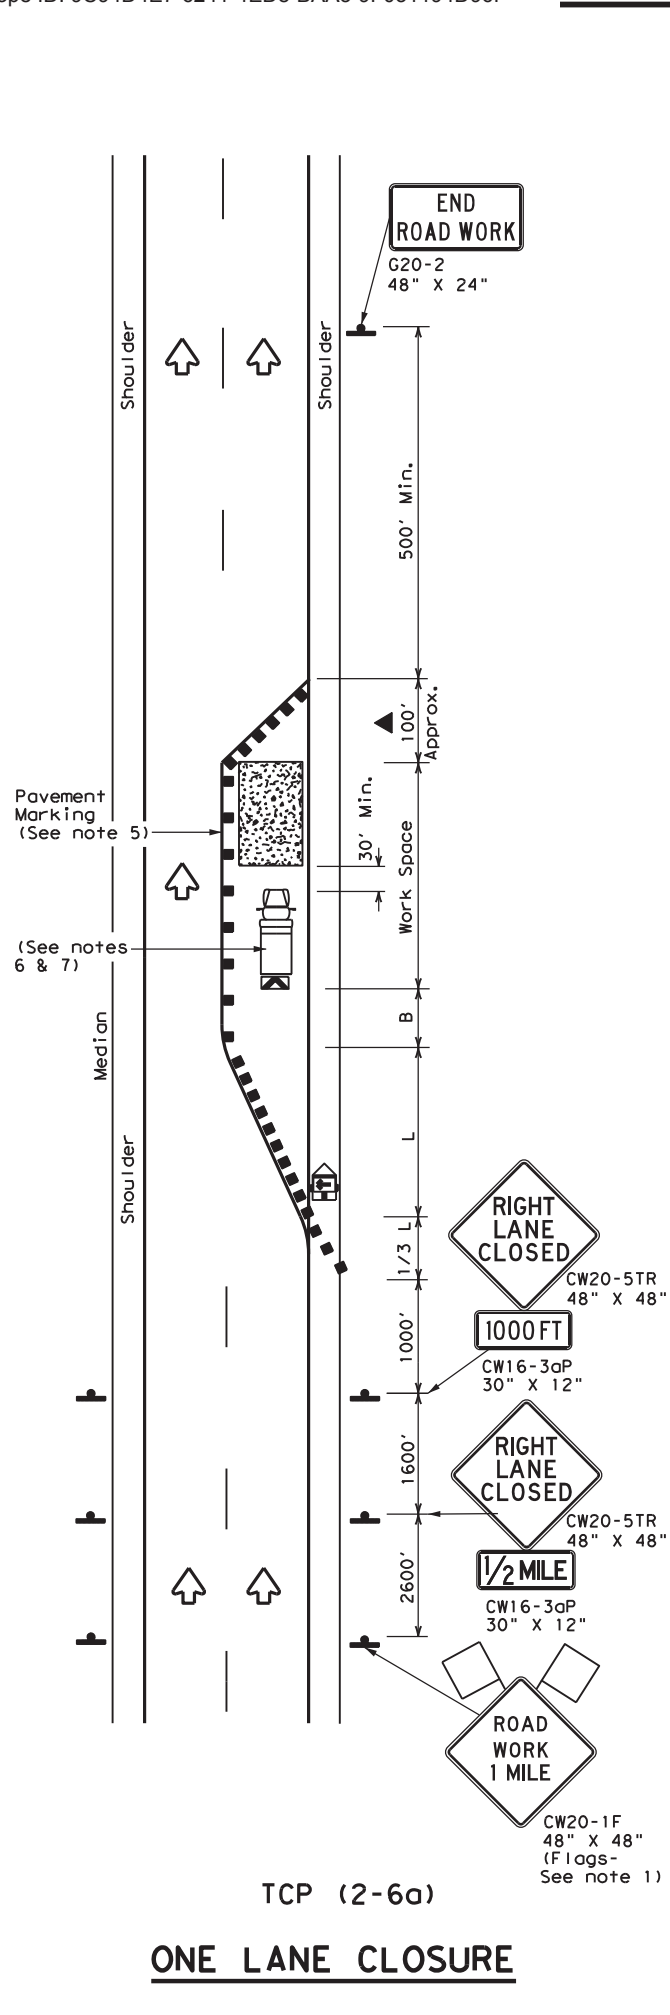 END
ROAD WORK
G20-2
48" X 24"
Shoulder
Shoulder
500' Min.
100'
Approx.
Pavement
Marking
(See note 5)
30' Min.
Work Space
(See notes
6 & 7)
B
Median
L
Shoulder
RIGHT
LANE
CLOSED
1/3 L
CW20-5TR
48" X 48"
1000 FT
1000'
CW16-3aP
30" X 12"
RIGHT
LANE
CLOSED
1600'
CW20-5TR
48" X 48"
1/2 MILE
2600'
CW16-3aP
30" X 12"
ROAD
WORK
1 MILE
CW20-1F
48" X 48"
(Flags-
See note 1)
TCP (2-6a)
ONE LANE CLOSURE